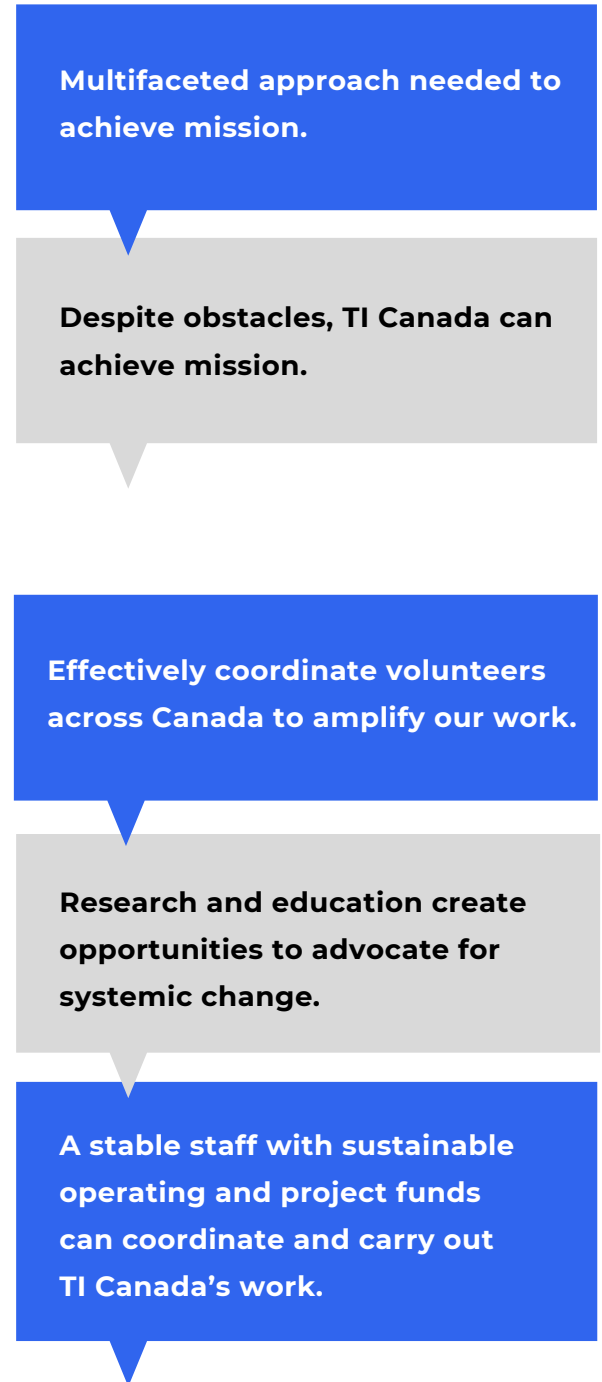 Multifaceted approach needed to
achieve mission.
Despite obstacles, TI Canada can
achieve mission.
Effectively coordinate volunteers
across Canada to amplify our work.
Research and education create
opportunities to advocate for
systemic change.
A stable staff with sustainable
operating and project funds
can coordinate and carry out
TI Canada’s work.